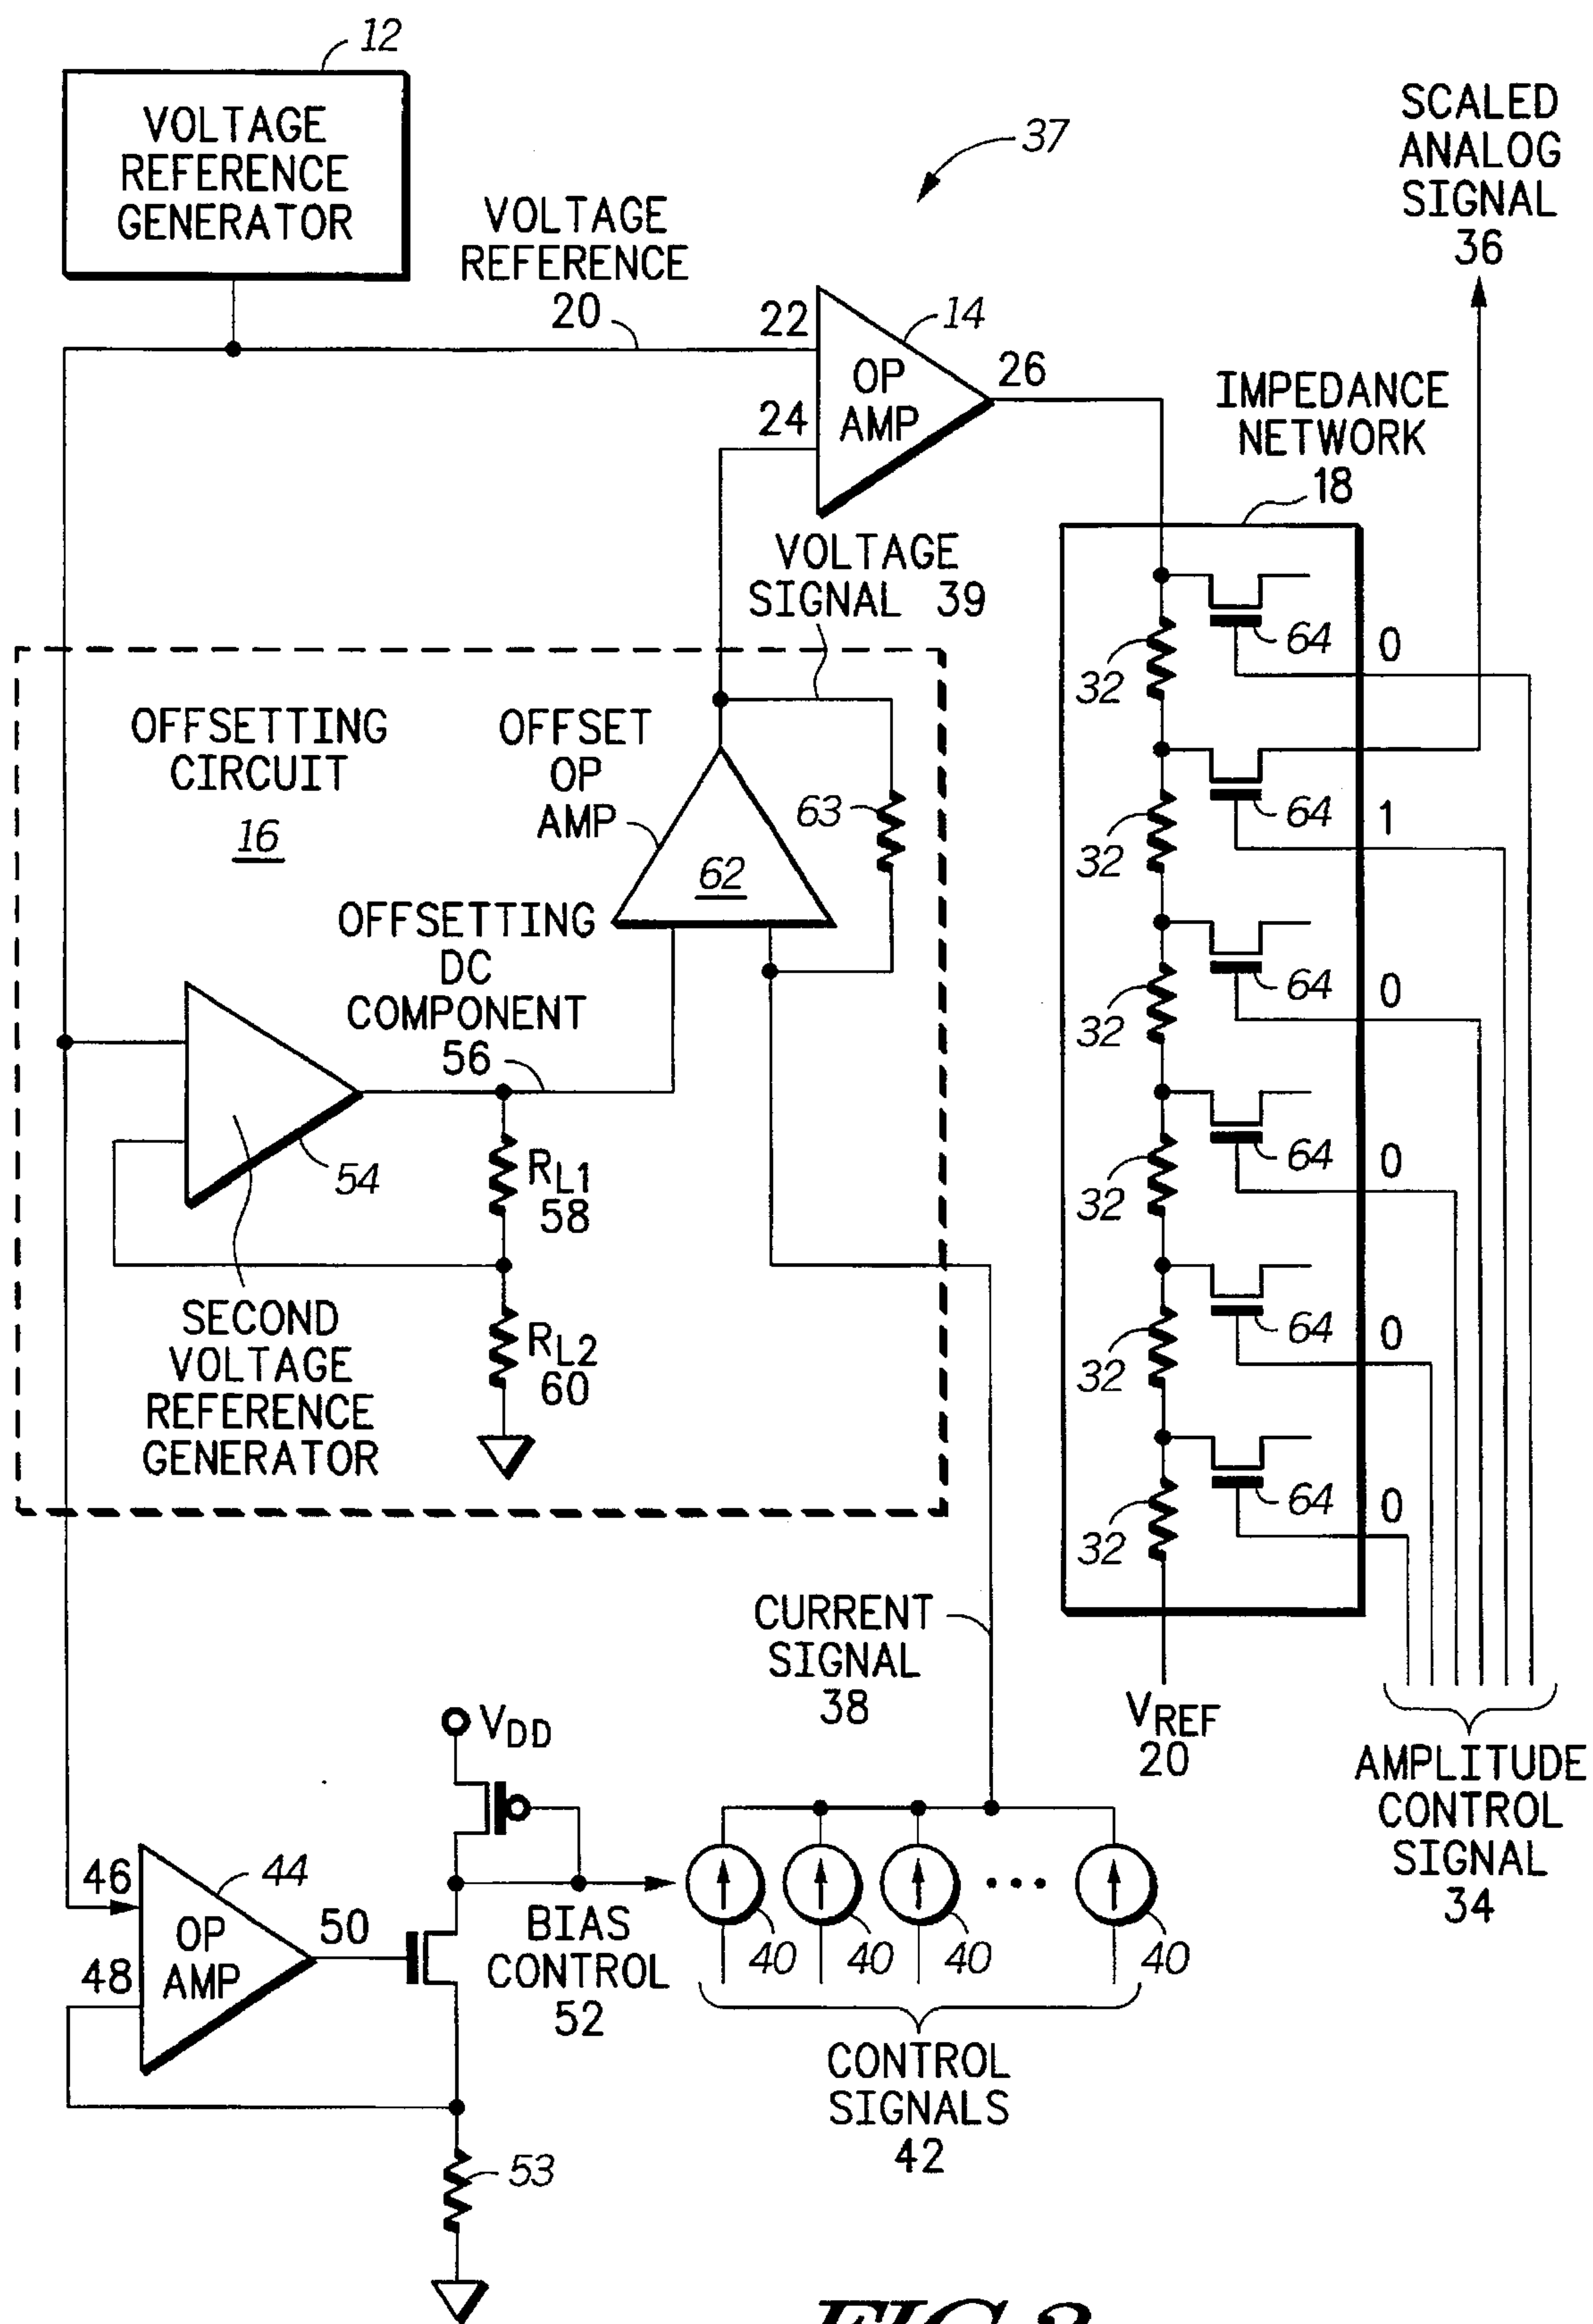 12
VOLTAGE
REFERENCE
GENERATOR
37
VOLTAGE
REFERENCE
20
SCALED
ANALOG
SIGNAL
36
22
24
OP
AMP
14
26
IMPEDANCE
NETWORK
18
VOLTAGE
SIGNAL 39
32
64
0
32
64
1
32
64
0
32
64
0
32
64
0
32
64
0
OFFSETTING
CIRCUIT
16
OFFSET
OP
AMP
62
63
OFFSETTING
DC
COMPONENT
56
54
RL1
58
RL2
60
SECOND
VOLTAGE
REFERENCE
GENERATOR
CURRENT
SIGNAL
38
VREF
20
AMPLITUDE
CONTROL
SIGNAL
34
VDD
46
48
OP
AMP
44
50
BIAS
CONTROL
52
40
40
40
40
CONTROL
SIGNALS
42
53